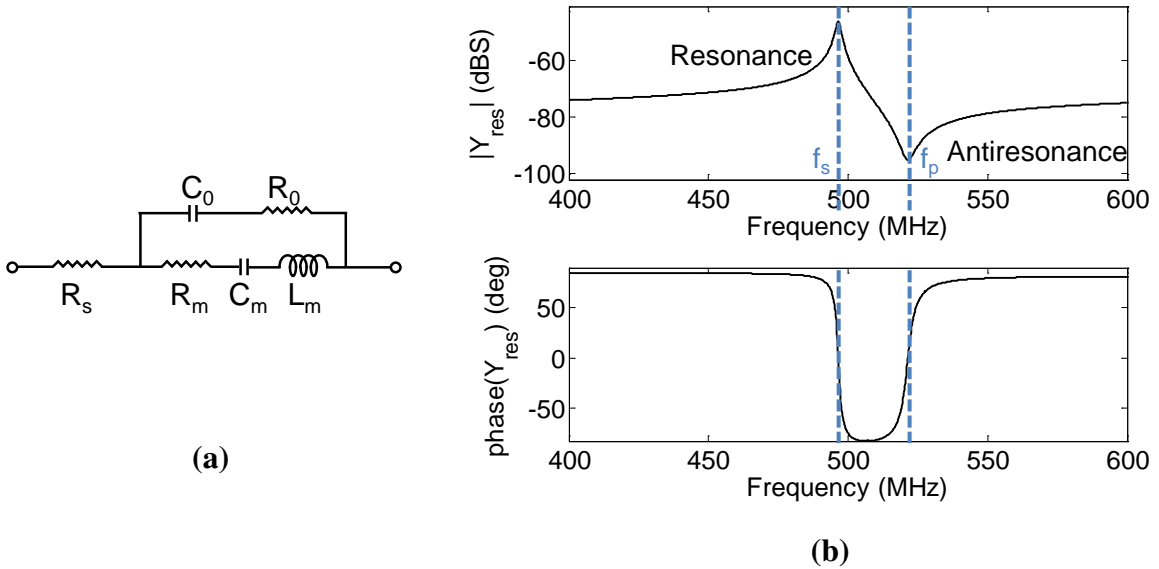 C0 R0
Rs Rm Cm Lm
(a)
|Yres| (dBS)
-60
-80
-100
Resonance
Antiresonance
fs fp
400 450 500 550 600
Frequency (MHz)
phase(Yres) (deg)
50
0
-50
400 450 500 550 600
Frequency (MHz)
(b)